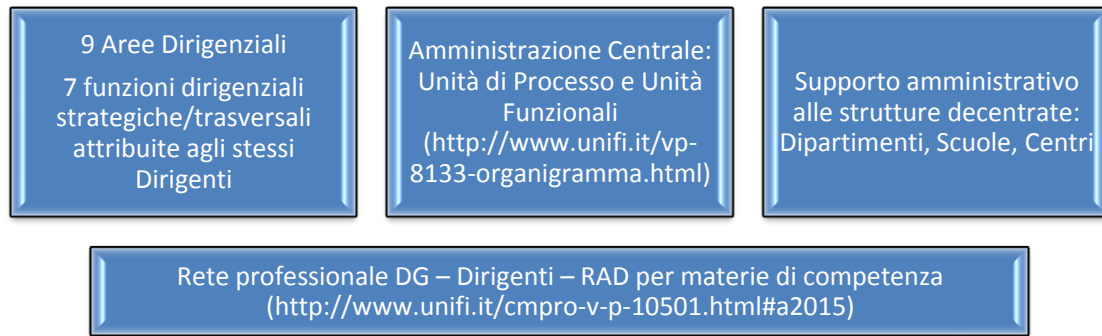 9 Aree Dirigenziali
7 funzioni dirigenziali
strategiche/trasversali
attribuite agli stessi
Dirigenti
Amministrazione Centrale:
Unità di Processo e Unità
Funzionali
(http://www.unifi.it/vp-
8133-organigramma.html)
Supporto amministrativo
alle strutture decentrate:
Dipartimenti, Scuole, Centri
Rete professionale DG – Dirigenti – RAD per materie di competenza
(http://www.unifi.it/cmpro-v-p-10501.html#a2015)